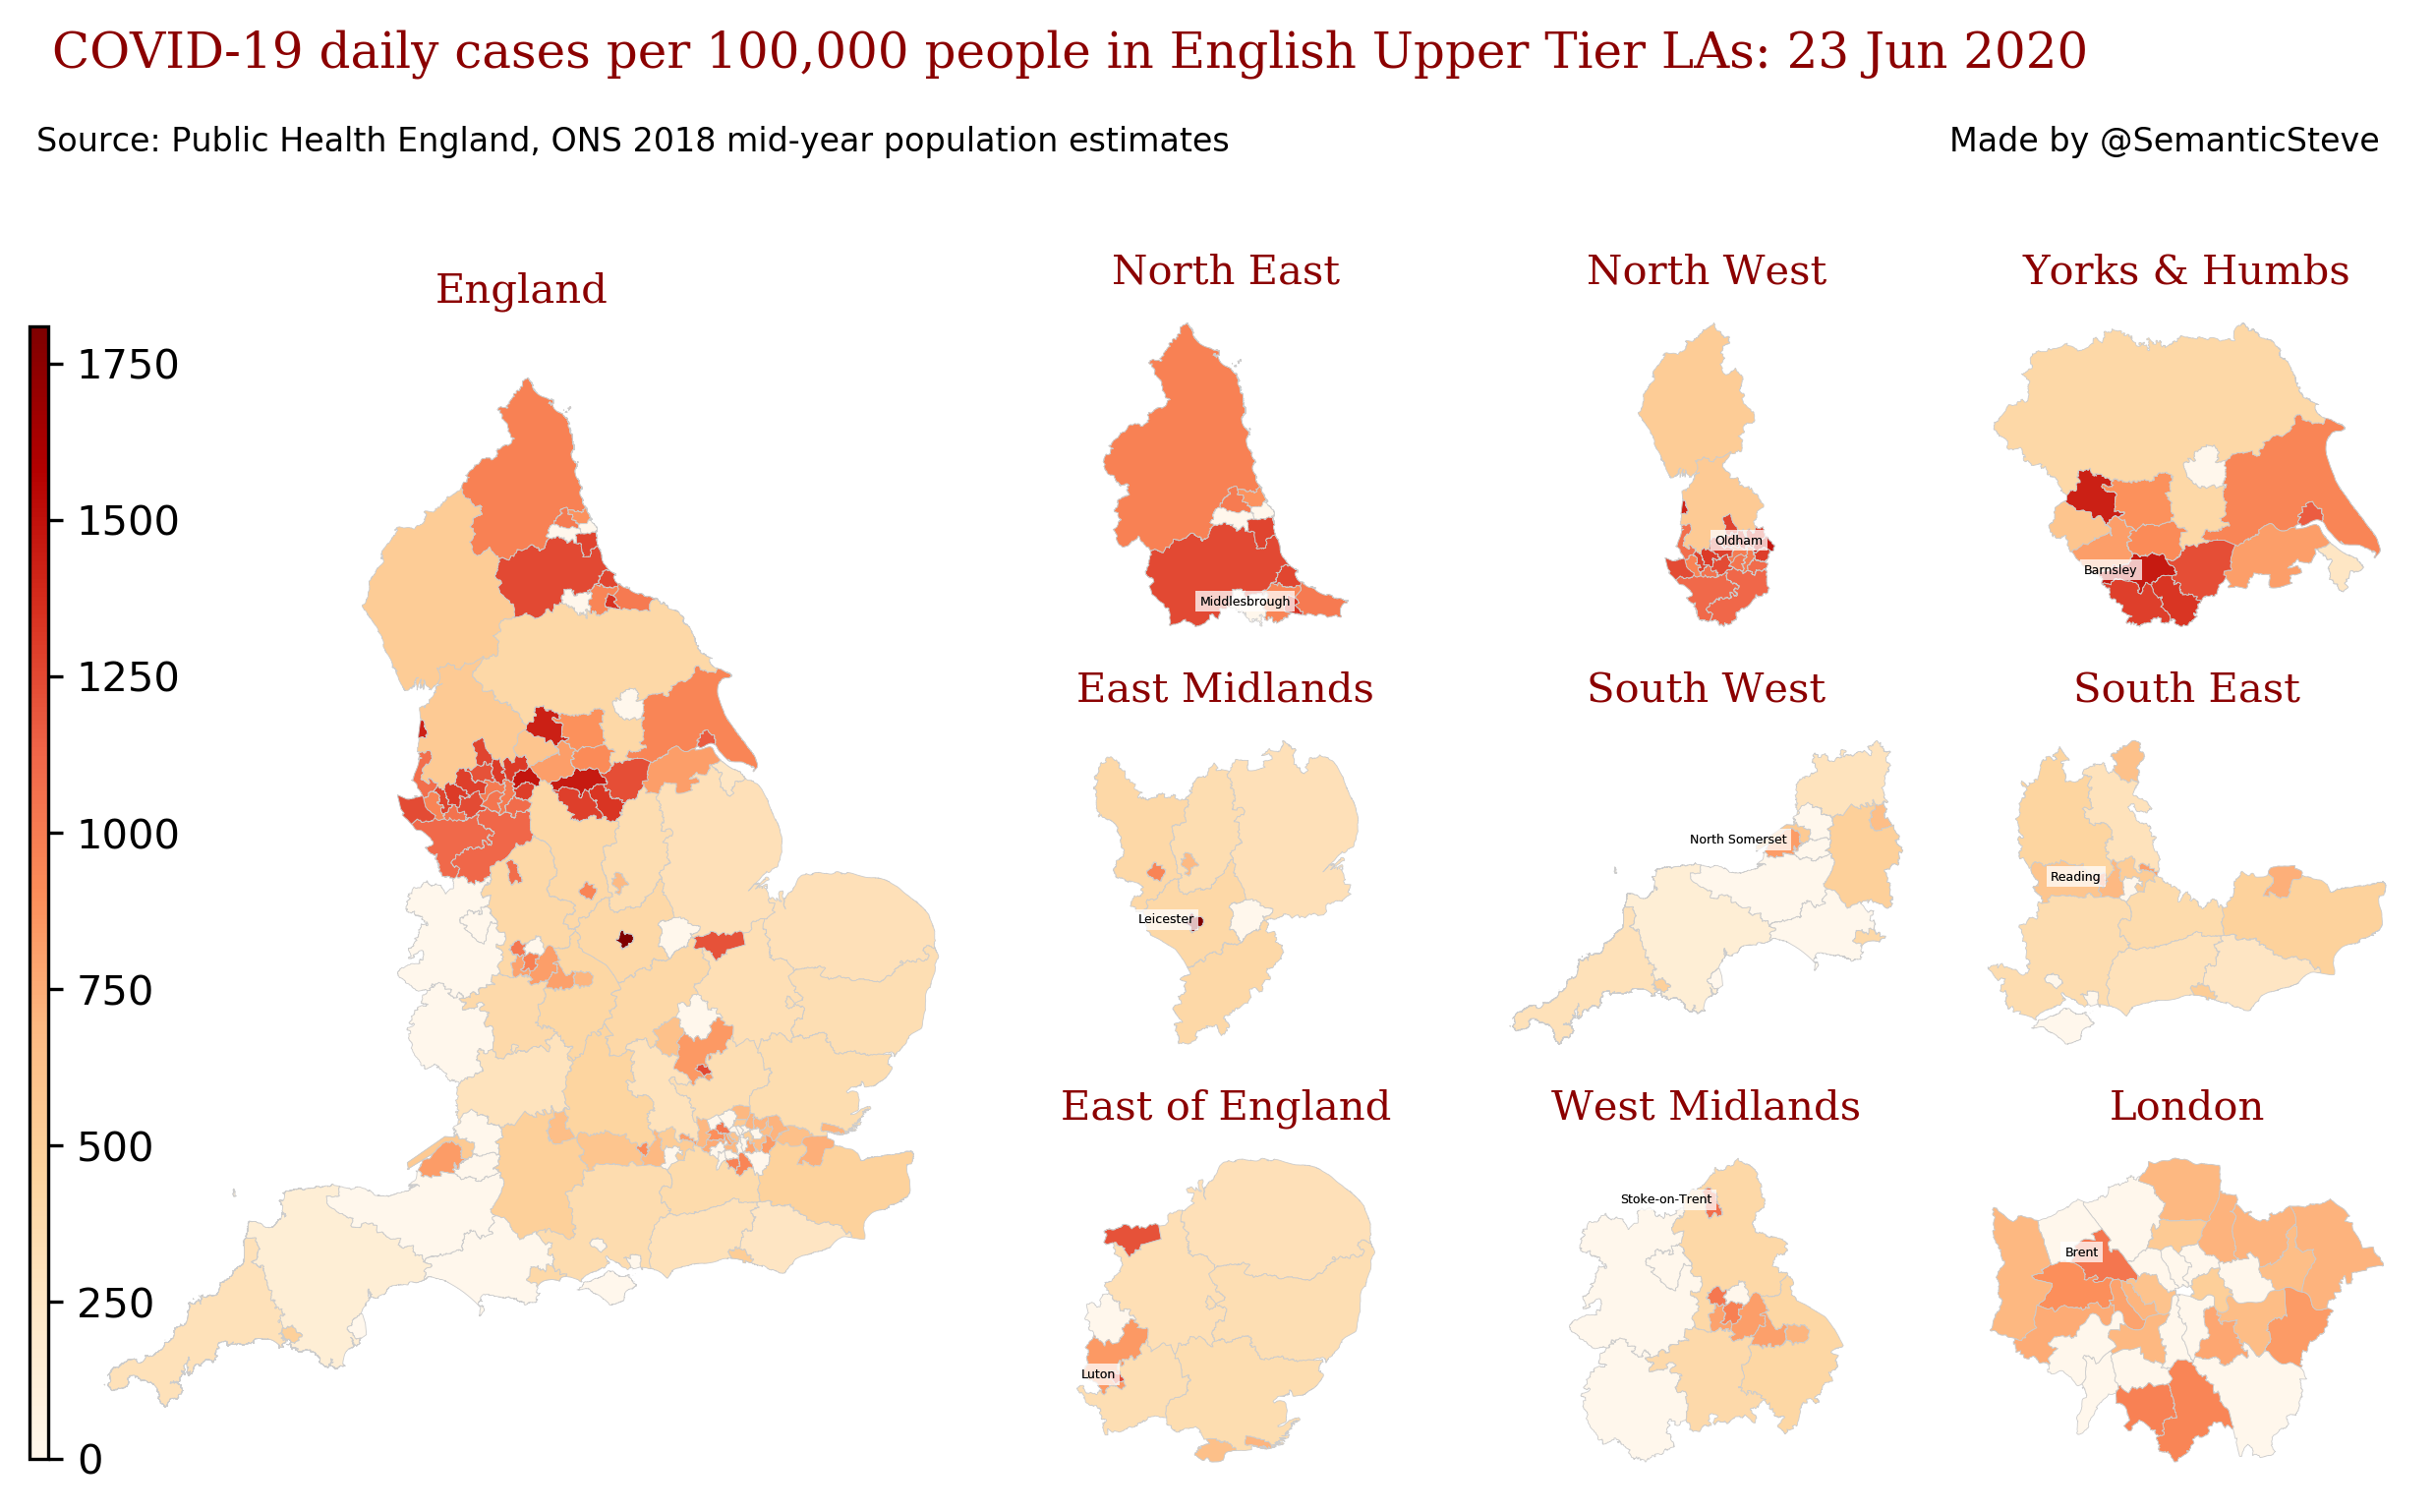 COVID-19 daily cases per 100,000 people in English Upper Tier LAs: 23 Jun 2020
Source: Public Health England, ONS 2018 mid-year population estimates
Made by @SemanticSteve
England
North East
North West
Yorks & Humbs
1750
1500
1250
1000
750
500
250
0
Oldham
Barnsley
Middlesbrough
East Midlands
South West
South East
North Somerset
Reading
Leicester
East of England
West Midlands
London
Stoke-on-Trent
Brent
Luton